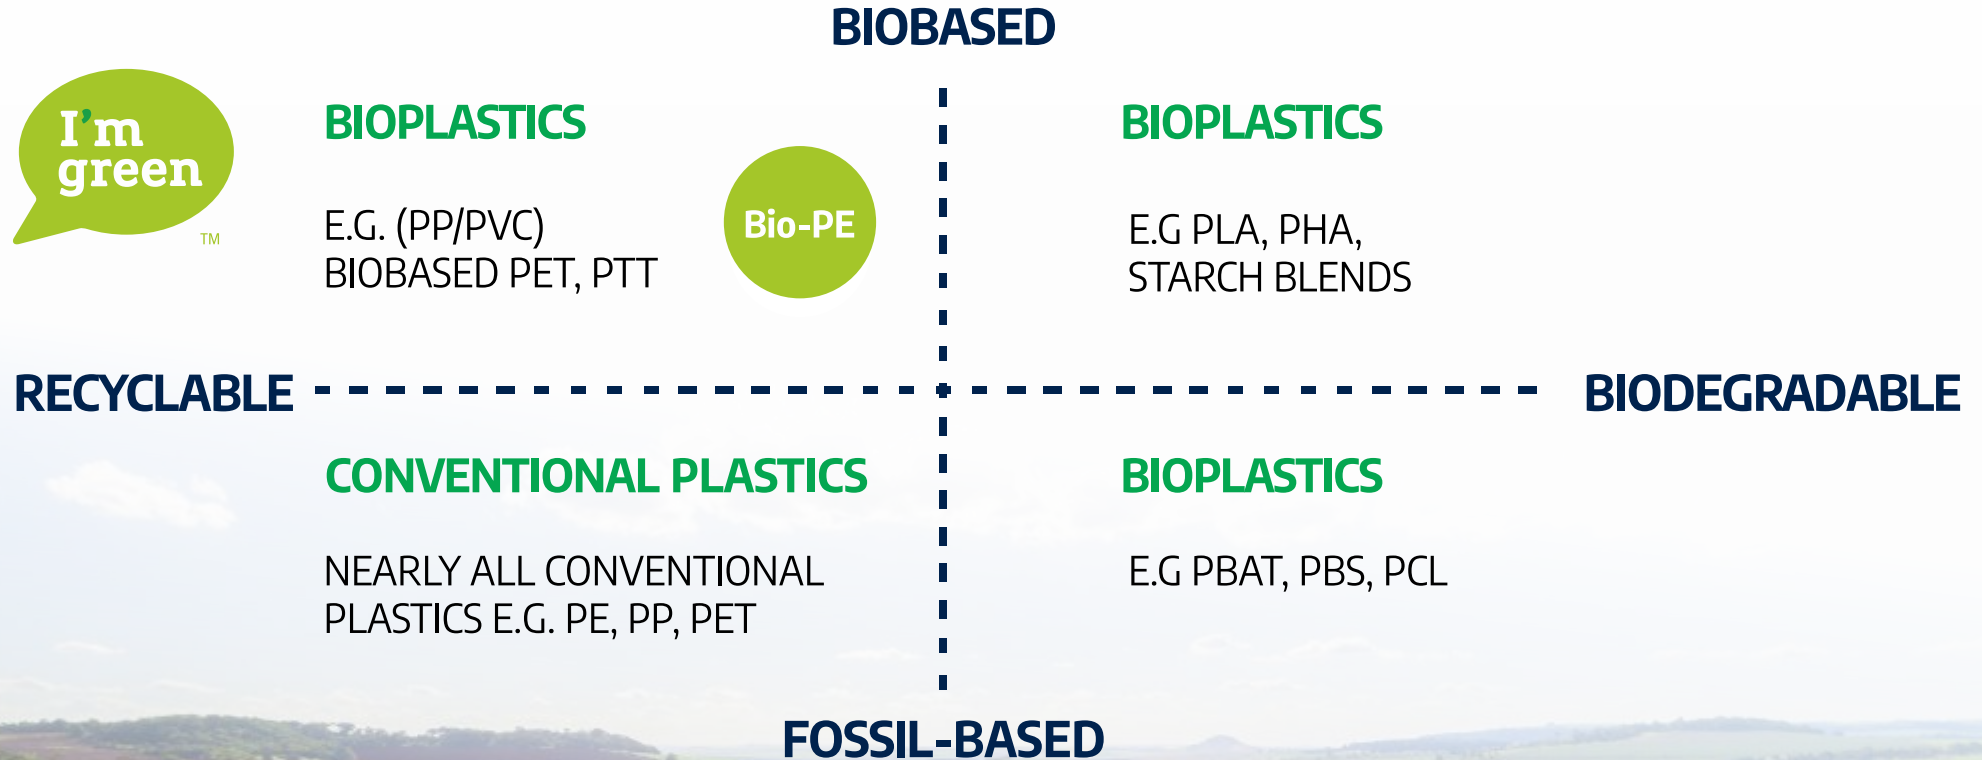 BIOBASED
I'm
green
TM
BIOPLASTICS
E.G. (PP/PVC)
BIOBASED PET, PTT
Bio-PE
BIOPLASTICS
E.G PLA, PHA,
STARCH BLENDS
RECYCLABLE
BIODEGRADABLE
CONVENTIONAL PLASTICS
NEARLY ALL CONVENTIONAL
PLASTICS E.G. PE, PP, PET
BIOPLASTICS
E.G PBAT, PBS, PCL
FOSSIL-BASED